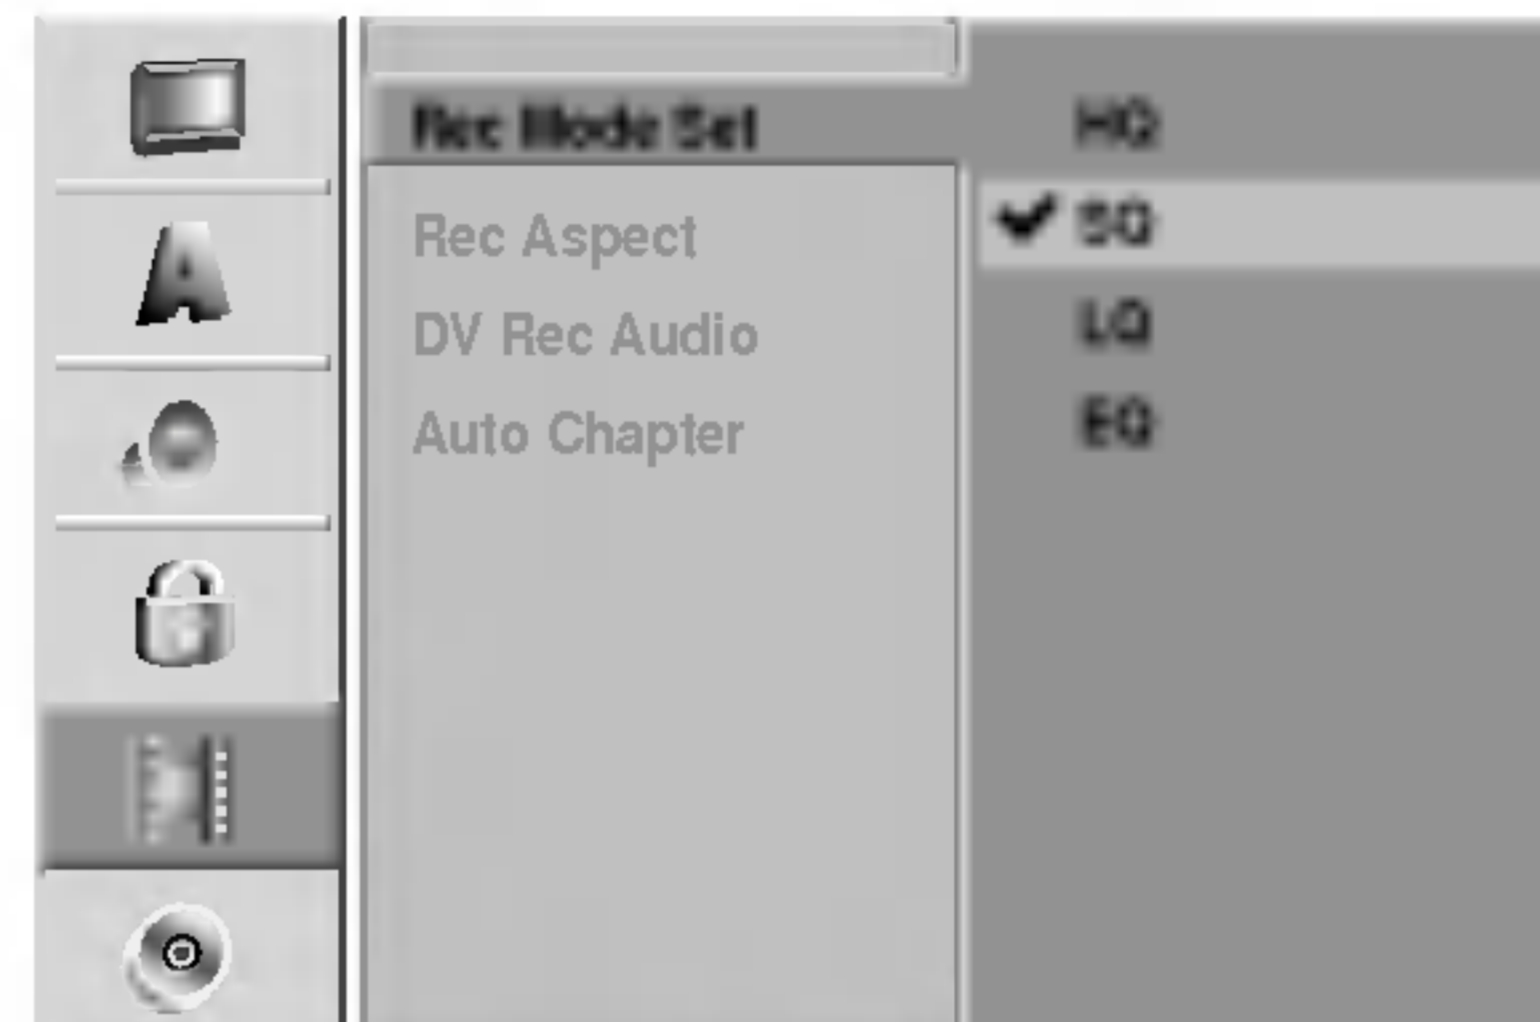 Rec Mode Set
Rec Aspect
DV Rec Audio
Auto Chapter
HQ
SQ
LQ
EQ